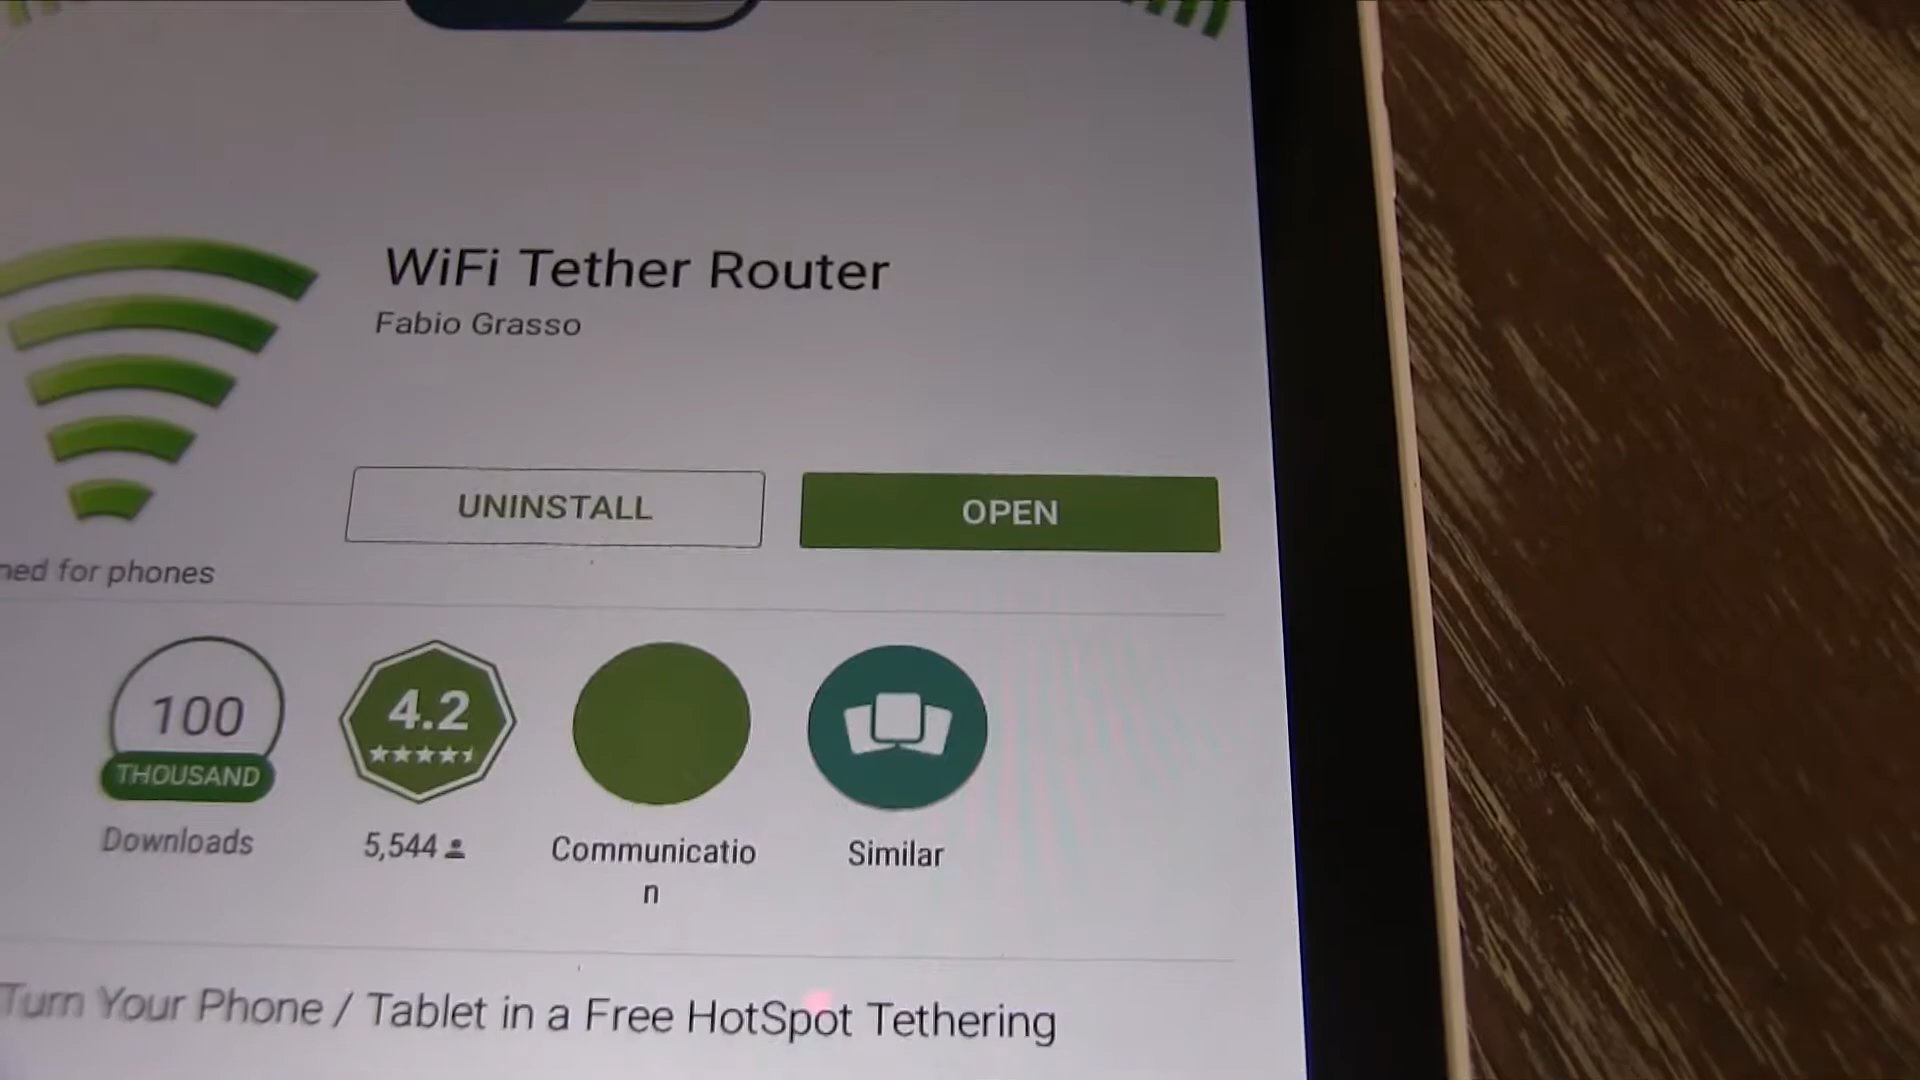 WiFi Tether Router
Fabio Grasso
UNINSTALL
OPEN
for phones
100
THOUSAND
4.2
Downloads
5,544
Communicatio
n
Similar
Turn Your Phone / Tablet in a Free HotSpot Tethering